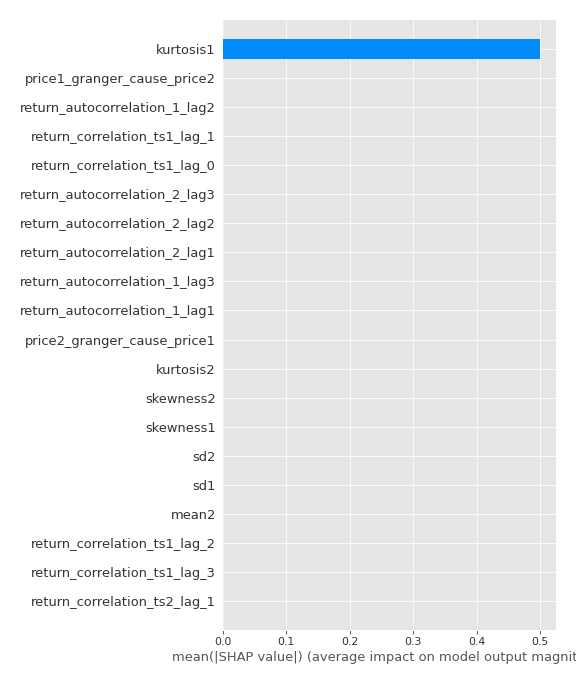 kurtosis1
price1_granger_cause_price2
return_autocorrelation_1_lag2
return_correlation_ts1_lag_1
return_correlation_ts1_lag_0
return_autocorrelation_2_lag3
return_autocorrelation_2_lag2
return_autocorrelation_2_lag1
return_autocorrelation_1_lag3
return_autocorrelation_1_lag1
price2_granger_cause_price1
kurtosis2
skewness2
skewness1
sd2
sd1
mean2
return_correlation_ts1_lag_2
return_correlation_ts1_lag_3
return_correlation_ts2_lag_1
0.0 0.1 0.2 0.3 0.4 0.5
mean(|SHAP value|) (average impact on model output magnit